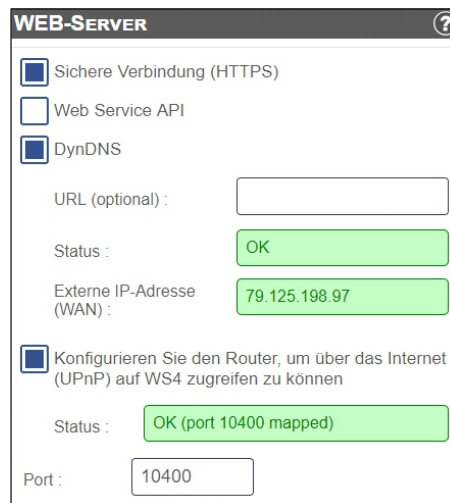 WEB-SERVER
?
Sichere Verbindung (HTTPS)
Web Service API
DynDNS
URL (optional) :
Status : OK
Externe IP-Adresse
(WAN) : 79.125.198.97
Konfigurieren Sie den Router, um über das Internet
(UPnP) auf WS4 zugreifen zu können
Status : OK (port 10400 mapped)
Port : 10400